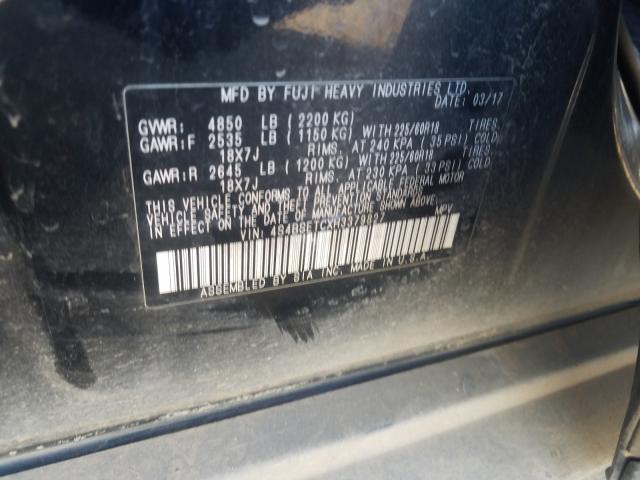 MFD BY FUJI HEAVY INDUSTRIES LTD.
DATE: 03/17
GVWR: 4850 LB (2200 KG)
GAWR:F 2535 LB (1150 KG) WITH 225/60R18 TIRES
18X7J RIMS, AT 240 KPA (35 PSI) COLD
GAWR:R 2645 LB (1200 KG) WITH 225/60R18 TIRES
18X7J RIMS, AT 230 KPA (33 PSI) COLD
THIS VEHICLE CONFORMS TO ALL APPLICABLE FEDERAL MOTOR
VEHICLE SAFETY AND THEFT PREVENTION STANDARDS
IN EFFECT ON THE DATE OF MANUFACTURE SHOWN ABOVE.
VIN: MPV
ASSEMBLED BY SIA INC. MADE IN U.S.A.